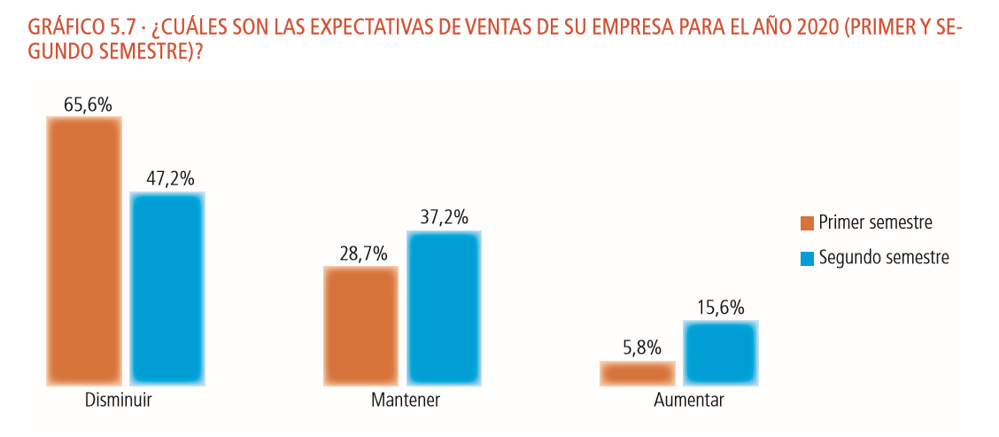 GRÁFICO 5.7 · ¿CUÁLES SON LAS EXPECTATIVAS DE VENTAS DE SU EMPRESA PARA EL AÑO 2020 (PRIMER Y SE-
GUNDO SEMESTRE)?
65,6%
47,2%
37,2%
28,7%
15,6%
5,8%
Primer semestre
Segundo semestre
Disminuir
Mantener
Aumentar